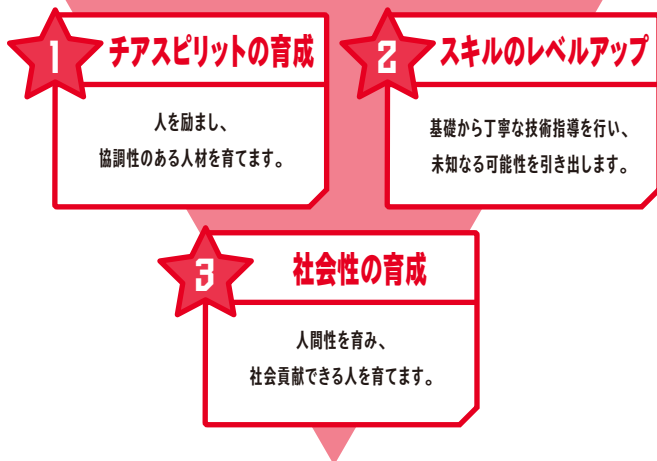 1
チアスピリットの育成
人を励まし、
協調性のある人材を育てます。
2
スキルのレベルアップ
基礎から丁寧な技術指導を行い、
未知なる可能性を引き出します。
3
社会性の育成
人間性を育み、
社会貢献できる人を育てます。